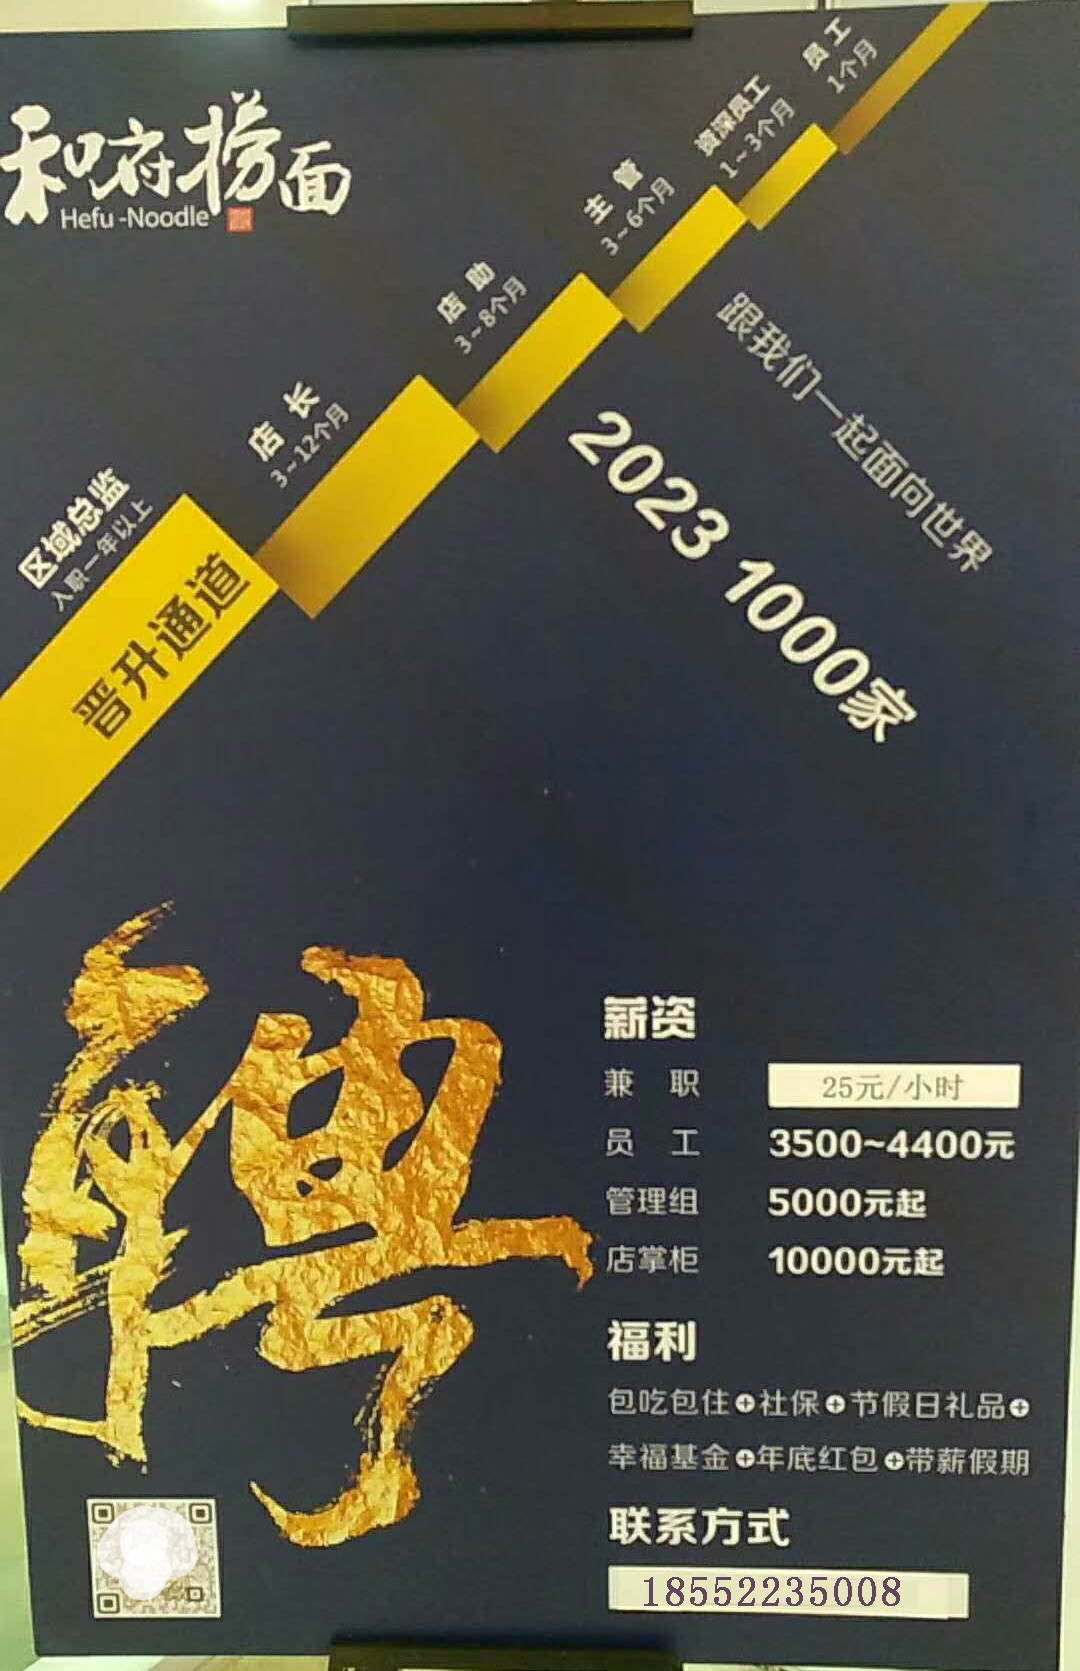 和府捞面
Hefu-Noodle
员工
1个月
资深员工
1~3个月
主管
3~6个月
店助
3~8个月
店长
3~12个月
区域总监
入职一年以上
晋升通道
跟我们一起面向世界
2023 1000家
聘
薪资
兼 职 25元/小时
员 工 3500~4400元
管理组 5000元起
店掌柜 10000元起
福利
包吃包住+社保+节假日礼品+
幸福基金+年底红包+带薪假期
联系方式
18552235008